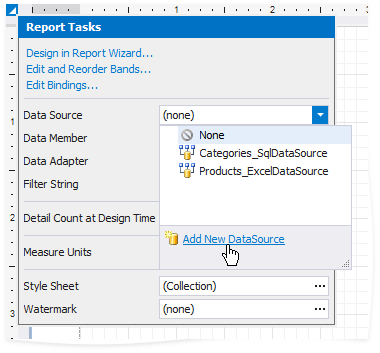 1 2 3
Report Tasks
Design in Report Wizard...
Edit and Reorder Bands...
Edit Bindings...
Data Source (none)
None
Data Member
Categories_SqlDataSource
Data Adapter
Products_ExcelDataSource
Filter String
Detail Count at Design Time
Add New DataSource
Measure Units
Style Sheet (Collection) ...
Watermark (none) ...
1
2
3